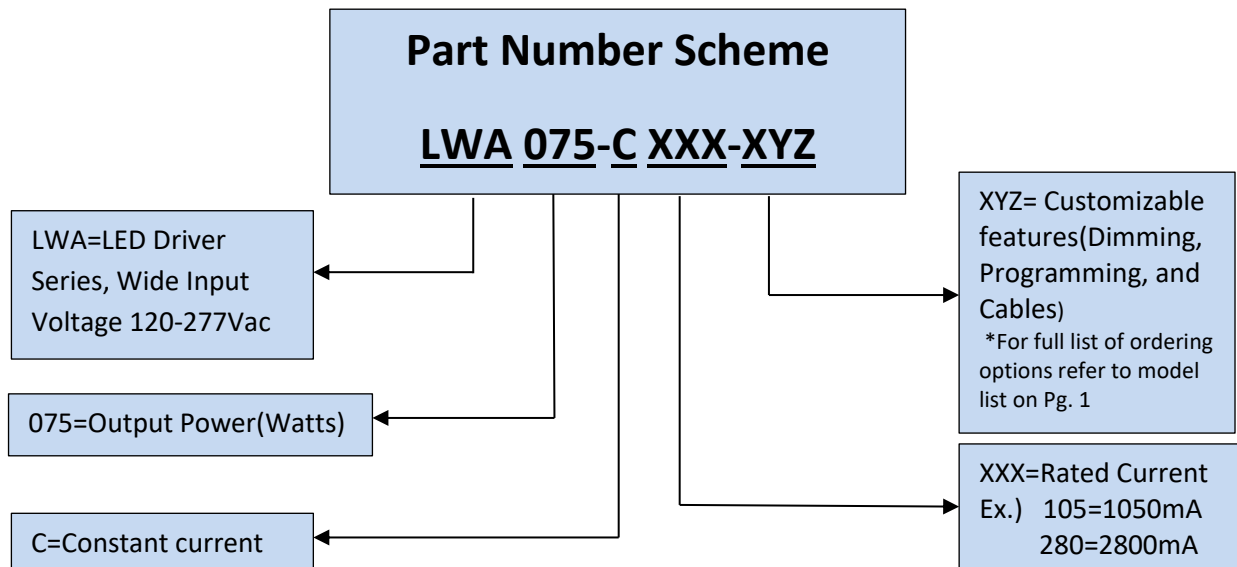 Part Number Scheme
LWA 075-C XXX-XYZ
LWA=LED Driver
Series, Wide Input
Voltage 120-277Vac
075=Output Power(Watts)
C=Constant current
XYZ= Customizable
features(Dimming,
Programming, and
Cables)
*For full list of ordering
options refer to model
list on Pg. 1
XXX=Rated Current
Ex.) 105=1050mA
280=2800mA